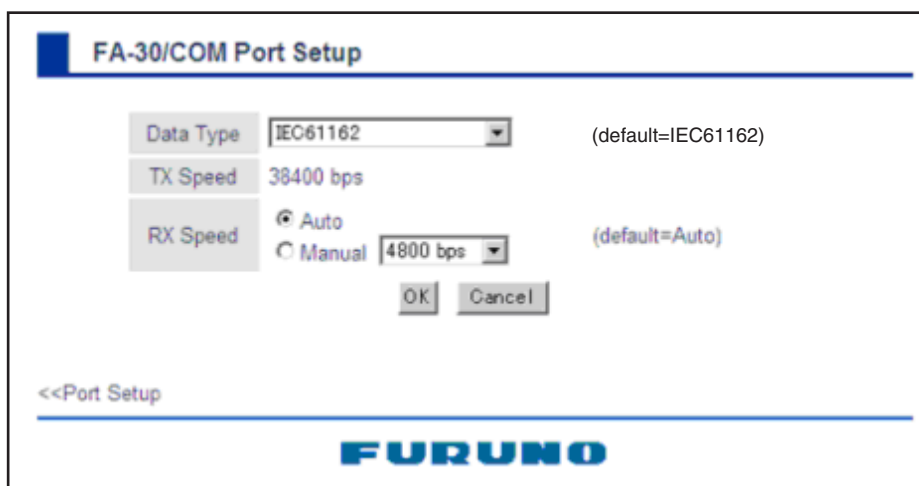 FA-30/COM Port Setup
Data Type IEC61162 (default=IEC61162)
TX Speed 38400 bps
RX Speed Auto (default=Auto)
Manual 4800 bps
OK Cancel
<<Port Setup
FURUNO